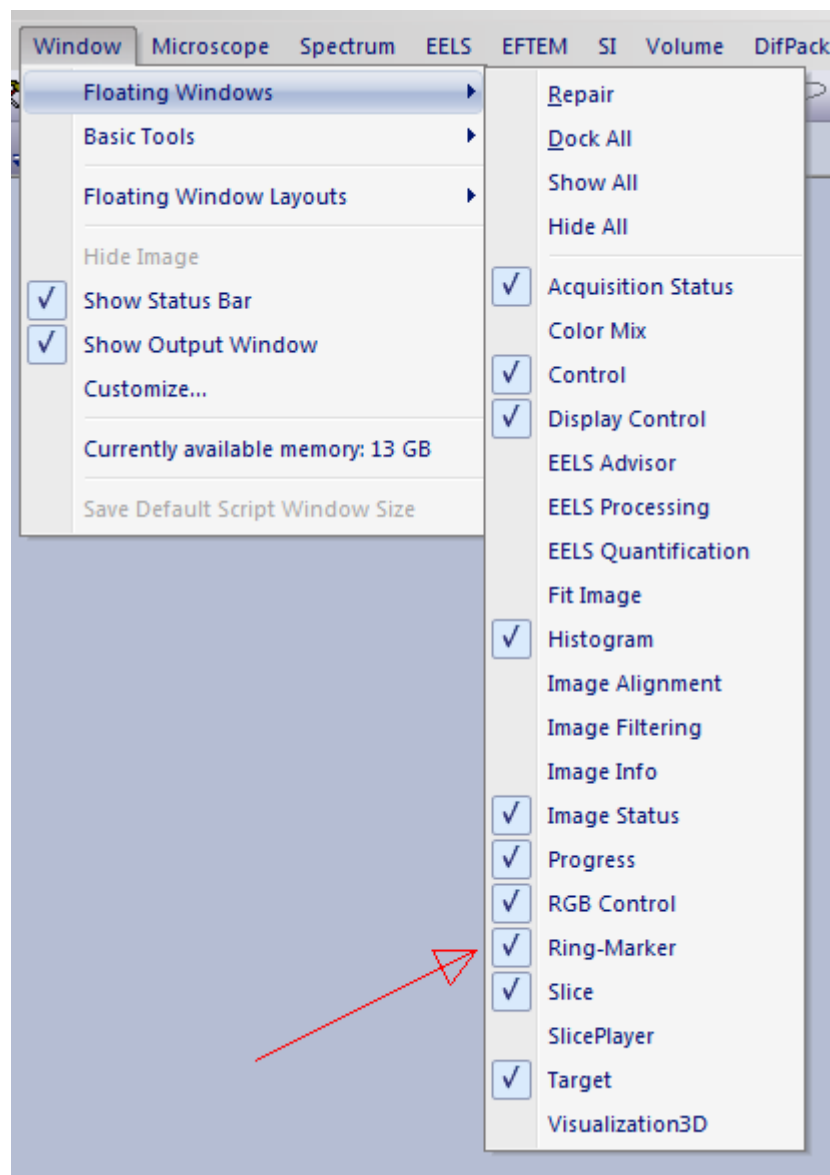 Window Microscope Spectrum EELS EFTEM SI Volume DifPack
Floating Windows
Basic Tools
Floating Window Layouts
Hide Image
Show Status Bar
Show Output Window
Customize...
Currently available memory: 13 GB
Save Default Script Window Size
Repair
Dock All
Show All
Hide All
Acquisition Status
Color Mix
Control
Display Control
EELS Advisor
EELS Processing
EELS Quantification
Fit Image
Histogram
Image Alignment
Image Filtering
Image Info
Image Status
Progress
RGB Control
Ring-Marker
Slice
SlicePlayer
Target
Visualization3D